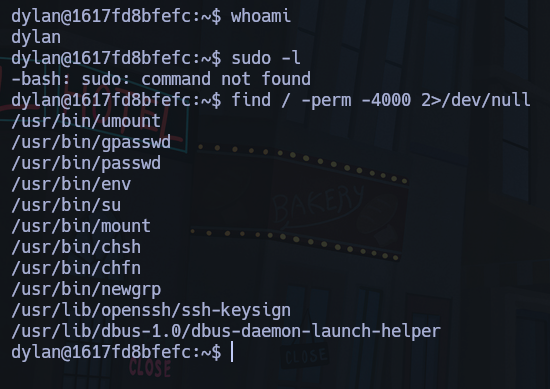 dylan@1617fd8bfefc:~$ whoami
dylan
dylan@1617fd8bfefc:~$ sudo -l
-bash: sudo: command not found
dylan@1617fd8bfefc:~$ find / -perm -4000 2>/dev/null
/usr/bin/umount
/usr/bin/gpasswd
/usr/bin/passwd
/usr/bin/env
/usr/bin/su
/usr/bin/mount
/usr/bin/chsh
/usr/bin/chfn
/usr/bin/newgrp
/usr/lib/openssh/ssh-keysign
/usr/lib/dbus-1.0/dbus-daemon-launch-helper
dylan@1617fd8bfefc:~$
HOTEL
BAKERY
CLOSE
CLOSE